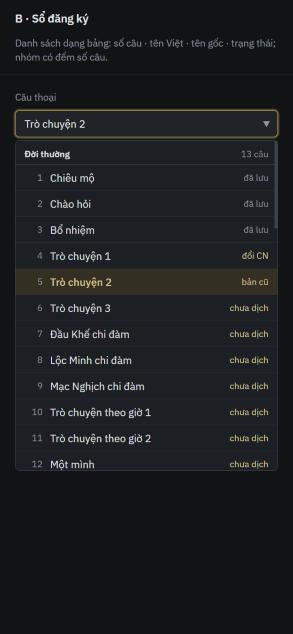 B · Sổ đăng ký
Danh sách dạng bảng: số câu · tên Việt · tên gốc · trạng thái;
nhóm có đếm số câu.
Câu thoại
Trò chuyện 2
Đời thường 13 câu
1 Chiêu mộ đã lưu
2 Chào hỏi đã lưu
3 Bổ nhiệm đã lưu
4 Trò chuyện 1 đổi CN
5 Trò chuyện 2 bản cũ
6 Trò chuyện 3 chưa dịch
7 Đầu Khế chi đàm chưa dịch
8 Lộc Minh chi đàm chưa dịch
9 Mạc Nghịch chi đàm chưa dịch
10 Trò chuyện theo giờ 1 chưa dịch
11 Trò chuyện theo giờ 2 chưa dịch
12 Một mình chưa dịch